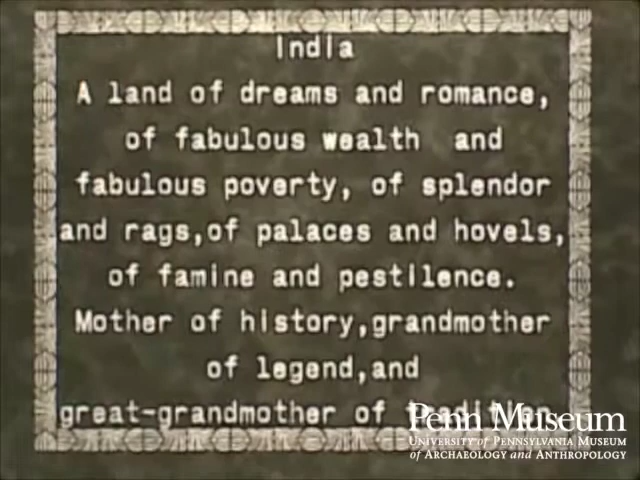 India
A land of dreams and romance,
of fabulous wealth and
fabulous poverty, of splendor
and rags,of palaces and hovels,
of famine and pestilence.
Mother of history,grandmother
of legend,and
great-grandmother of tradition
Penn Museum
University of Pennsylvania Museum
of Archaeology and Anthropology